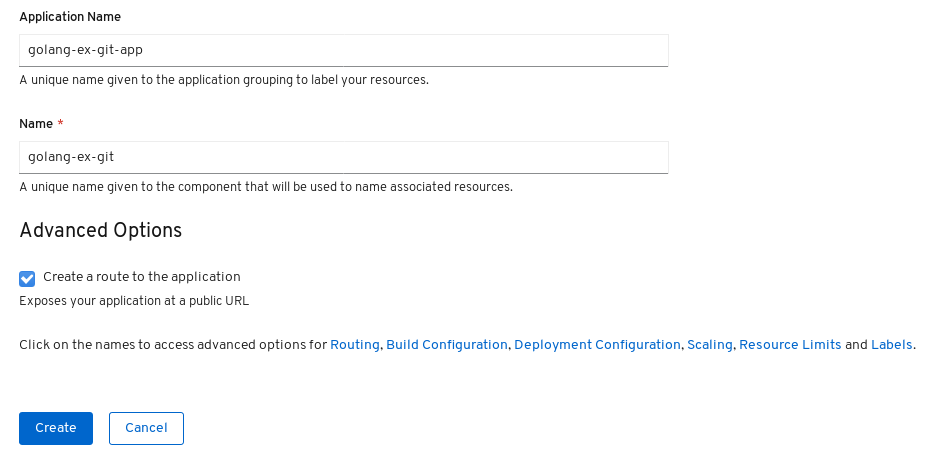 Application Name
golang-ex-git-app
A unique name given to the application grouping to label your resources.
Name *
golang-ex-git
A unique name given to the component that will be used to name associated resources.
Advanced Options
Create a route to the application
Exposes your application at a public URL
Click on the names to access advanced options for Routing, Build Configuration, Deployment Configuration, Scaling, Resource Limits and Labels.
Create Cancel